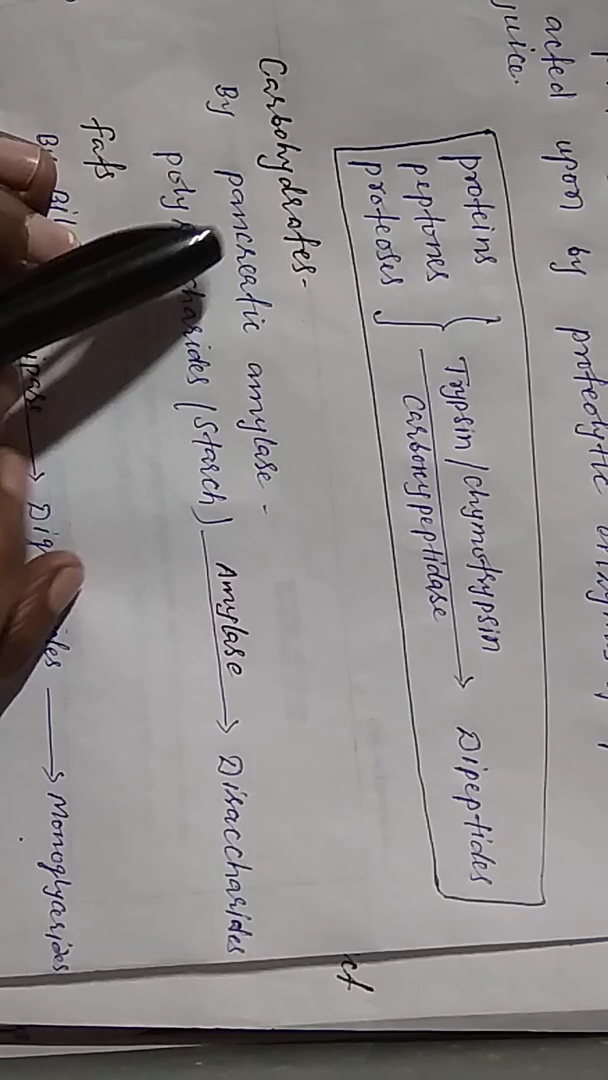 acted upon by proteolytic
juice.
proteins
peptones
proteoses
Trypsin/chymotrypsin
Carboxypeptidase
Dipeptides
Carbohydrates-
By pancreatic amylase-
(Starch) Amylase → Disaccharides
fats
→ Monoglycerides